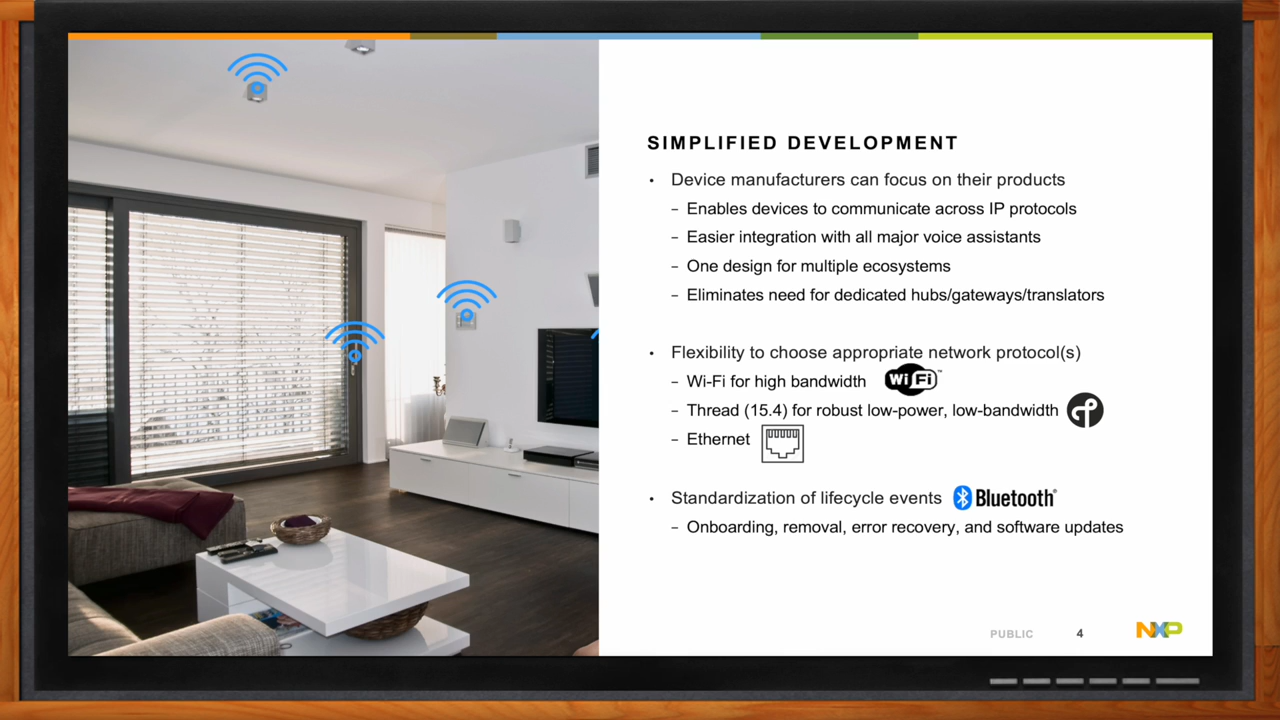 SIMPLIFIED DEVELOPMENT
• Device manufacturers can focus on their products
– Enables devices to communicate across IP protocols
– Easier integration with all major voice assistants
– One design for multiple ecosystems
– Eliminates need for dedicated hubs/gateways/translators
• Flexibility to choose appropriate network protocol(s)
– Wi-Fi for high bandwidth Wi Fi™
– Thread (15.4) for robust low-power, low-bandwidth
– Ethernet
• Standardization of lifecycle events Bluetooth®
– Onboarding, removal, error recovery, and software updates
PUBLIC 4 NXP